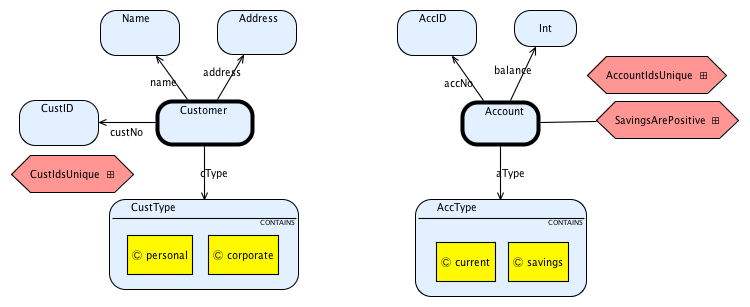 Name
Address
AccID
Int
name
address
accNo
balance
AccountIdsUnique ⊞
CustID
Customer
Account
SavingsArePositive ⊞
custNo
CustIdsUnique ⊞
cType
aType
CustType
CONTAINS
© personal
© corporate
AccType
CONTAINS
© current
© savings